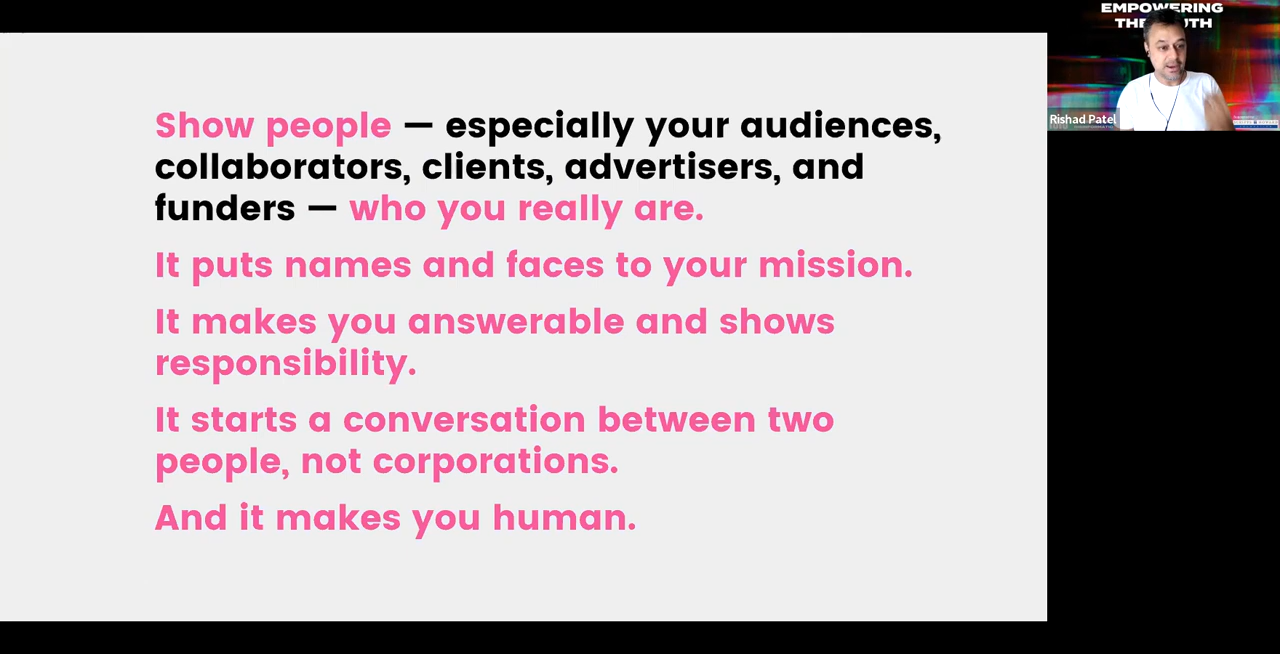 Show people — especially your audiences,
collaborators, clients, advertisers, and
funders — who you really are.
It puts names and faces to your mission.
It makes you answerable and shows
responsibility.
It starts a conversation between two
people, not corporations.
And it makes you human.
EMPOWERING
Rishad Patel